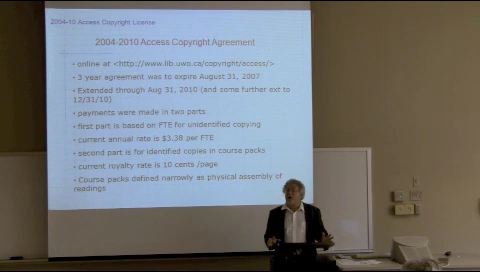 2004-10 Access Copyright License
2004-2010 Access Copyright Agreement
• online at <http://www.lib.uwo.ca/copyright/access/>
• 3 year agreement was to expire August 31, 2007
• Extended through Aug 31, 2010 (and some further ext to
12/31/10)
• payments were made in two parts
• first part is based on FTE for unidentified copying
• current annual rate is $3.38 per FTE
• second part is for identified copies in course packs
• current royalty rate is 10 cents /page.
• Course packs defined narrowly as physical assembly of
readings